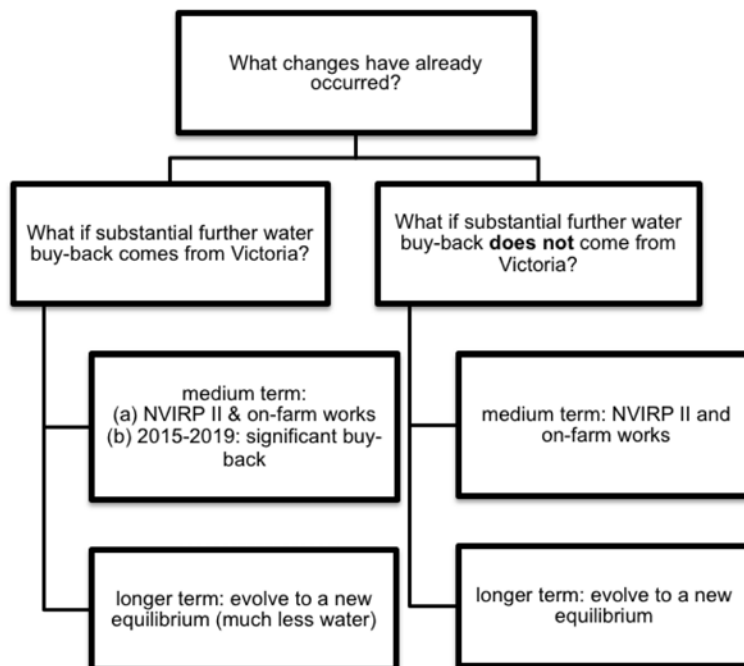 What changes have already
occurred?
What if substantial further water
buy-back comes from Victoria?
What if substantial further water
buy-back does not come from
Victoria?
medium term:
(a) NVIRP II & on-farm works
(b) 2015-2019: significant buy-
back
medium term: NVIRP II and
on-farm works
longer term: evolve to a new
equilibrium (much less water)
longer term: evolve to a new
equilibrium